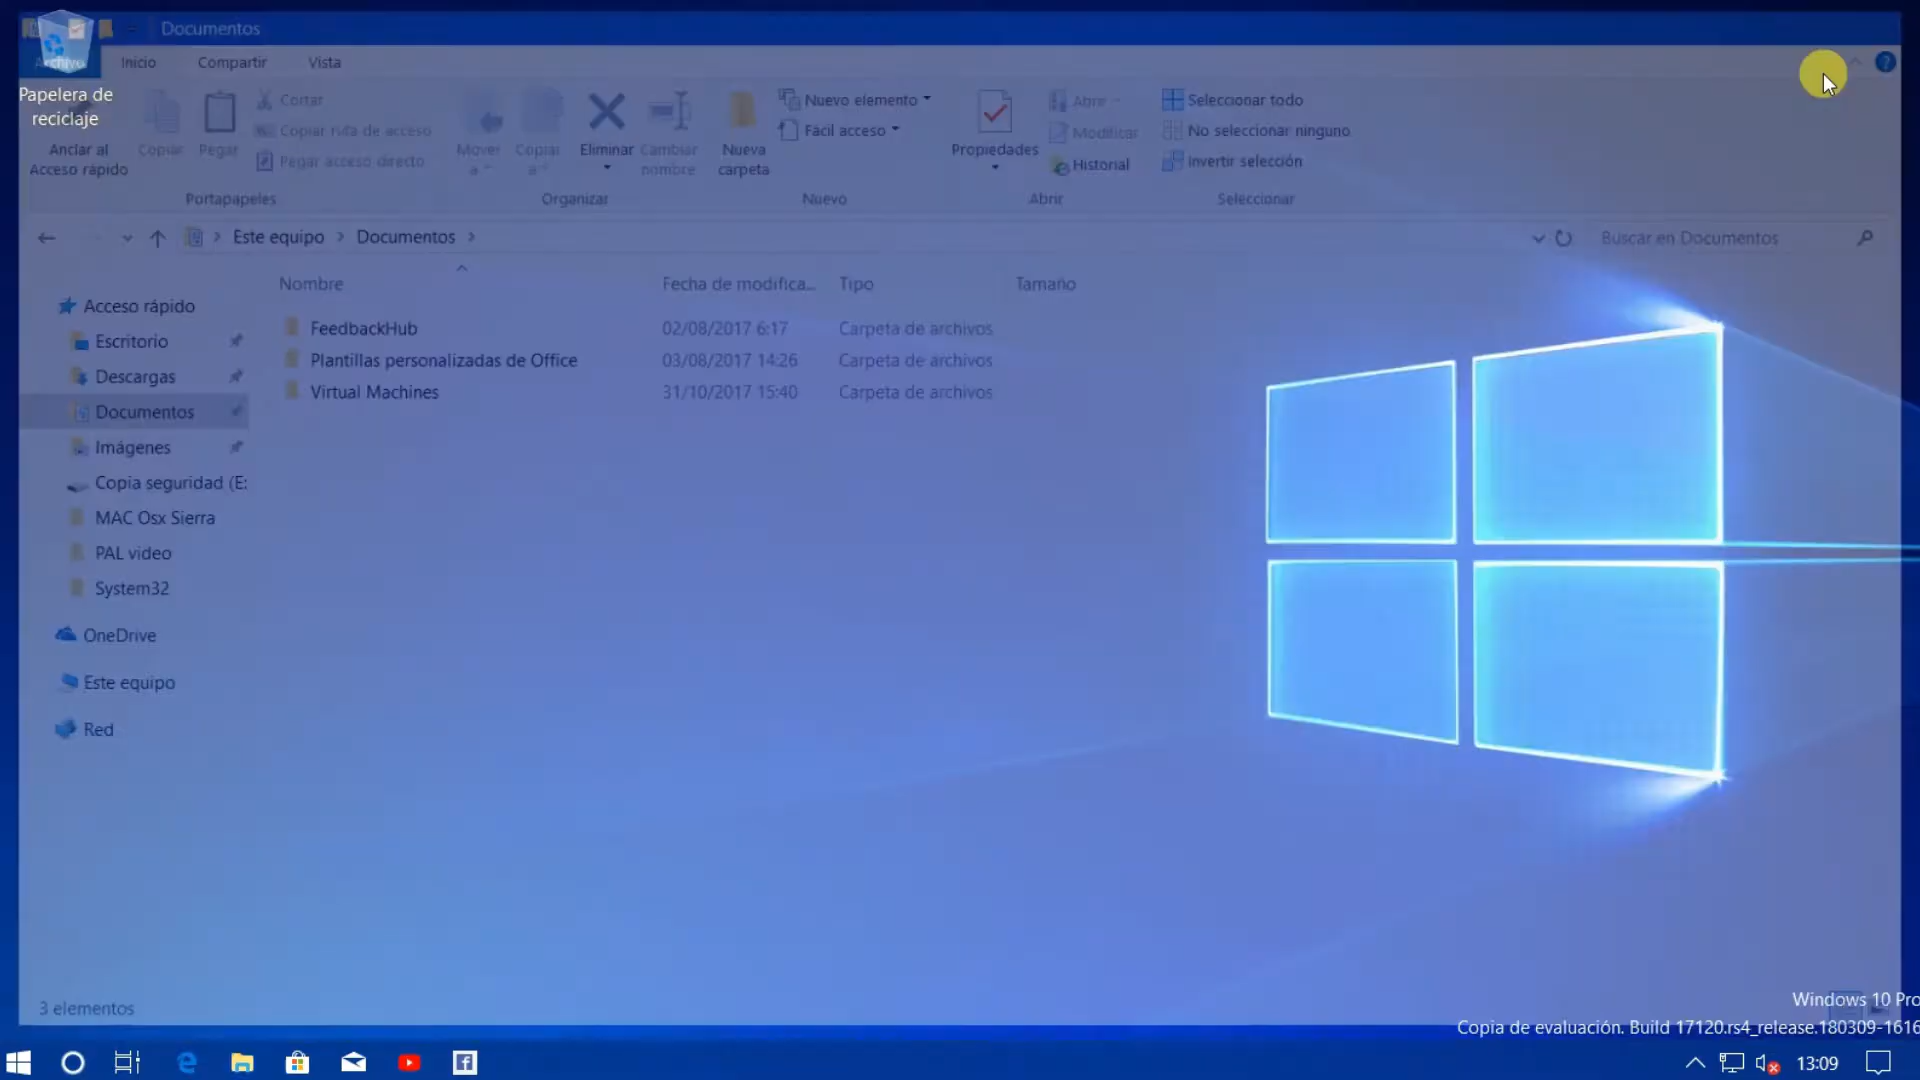 Documentos
Archivo
Inicio
Compartir
Vista
Papelera de
reciclaje
Anclar al
Acceso rápido
Copiar
Pegar
Cortar
Copiar ruta de acceso
Pegar acceso directo
Portapapeles
Mover
a
Copiar
a
Eliminar
Cambiar
nombre
Organizar
Nueva
carpeta
Nuevo elemento
Fácil acceso
Nuevo
Propiedades
Abrir
Modificar
Historial
Abrir
Seleccionar todo
No seleccionar ninguno
Invertir selección
Seleccionar
Este equipo
Documentos
Buscar en Documentos
Nombre
Fecha de modifica...
Tipo
Tamaño
FeedbackHub
02/08/2017 6:17
Carpeta de archivos
Plantillas personalizadas de Office
03/08/2017 14:26
Carpeta de archivos
Virtual Machines
31/10/2017 15:40
Carpeta de archivos
Acceso rápido
Escritorio
Descargas
Documentos
Imágenes
Copia seguridad (E:
MAC Osx Sierra
PAL video
System32
OneDrive
Este equipo
Red
3 elementos
Windows 10 Pro
Copia de evaluación. Build 17120.rs4_release.180309-1616
13:09